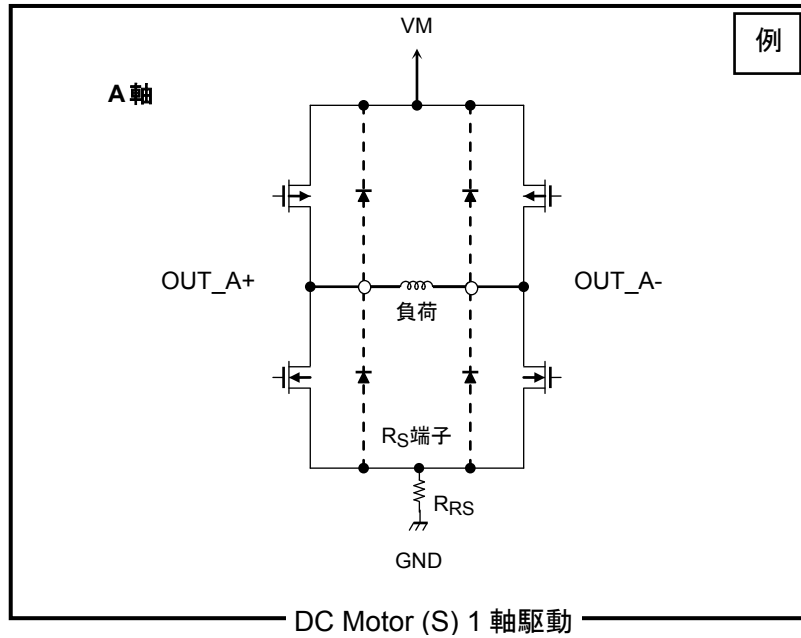 VM
例
A軸
OUT_A+
OUT_A-
負荷
RS端子
RRS
GND
DC Motor (S) 1 軸駆動